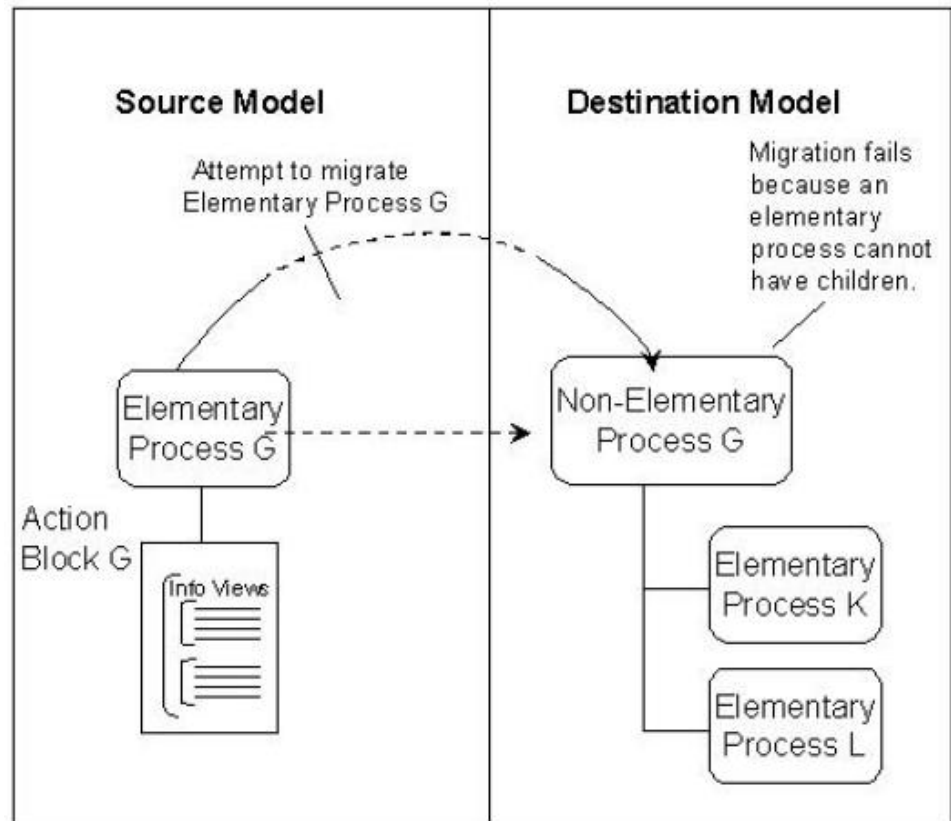 Source Model
Attempt to migrate
Elementary Process G
Elementary
Process G
Action
Block G
Info Views
Destination Model
Migration fails
because an
elementary
process cannot
have children.
Non-Elementary
Process G
Elementary
Process K
Elementary
Process L